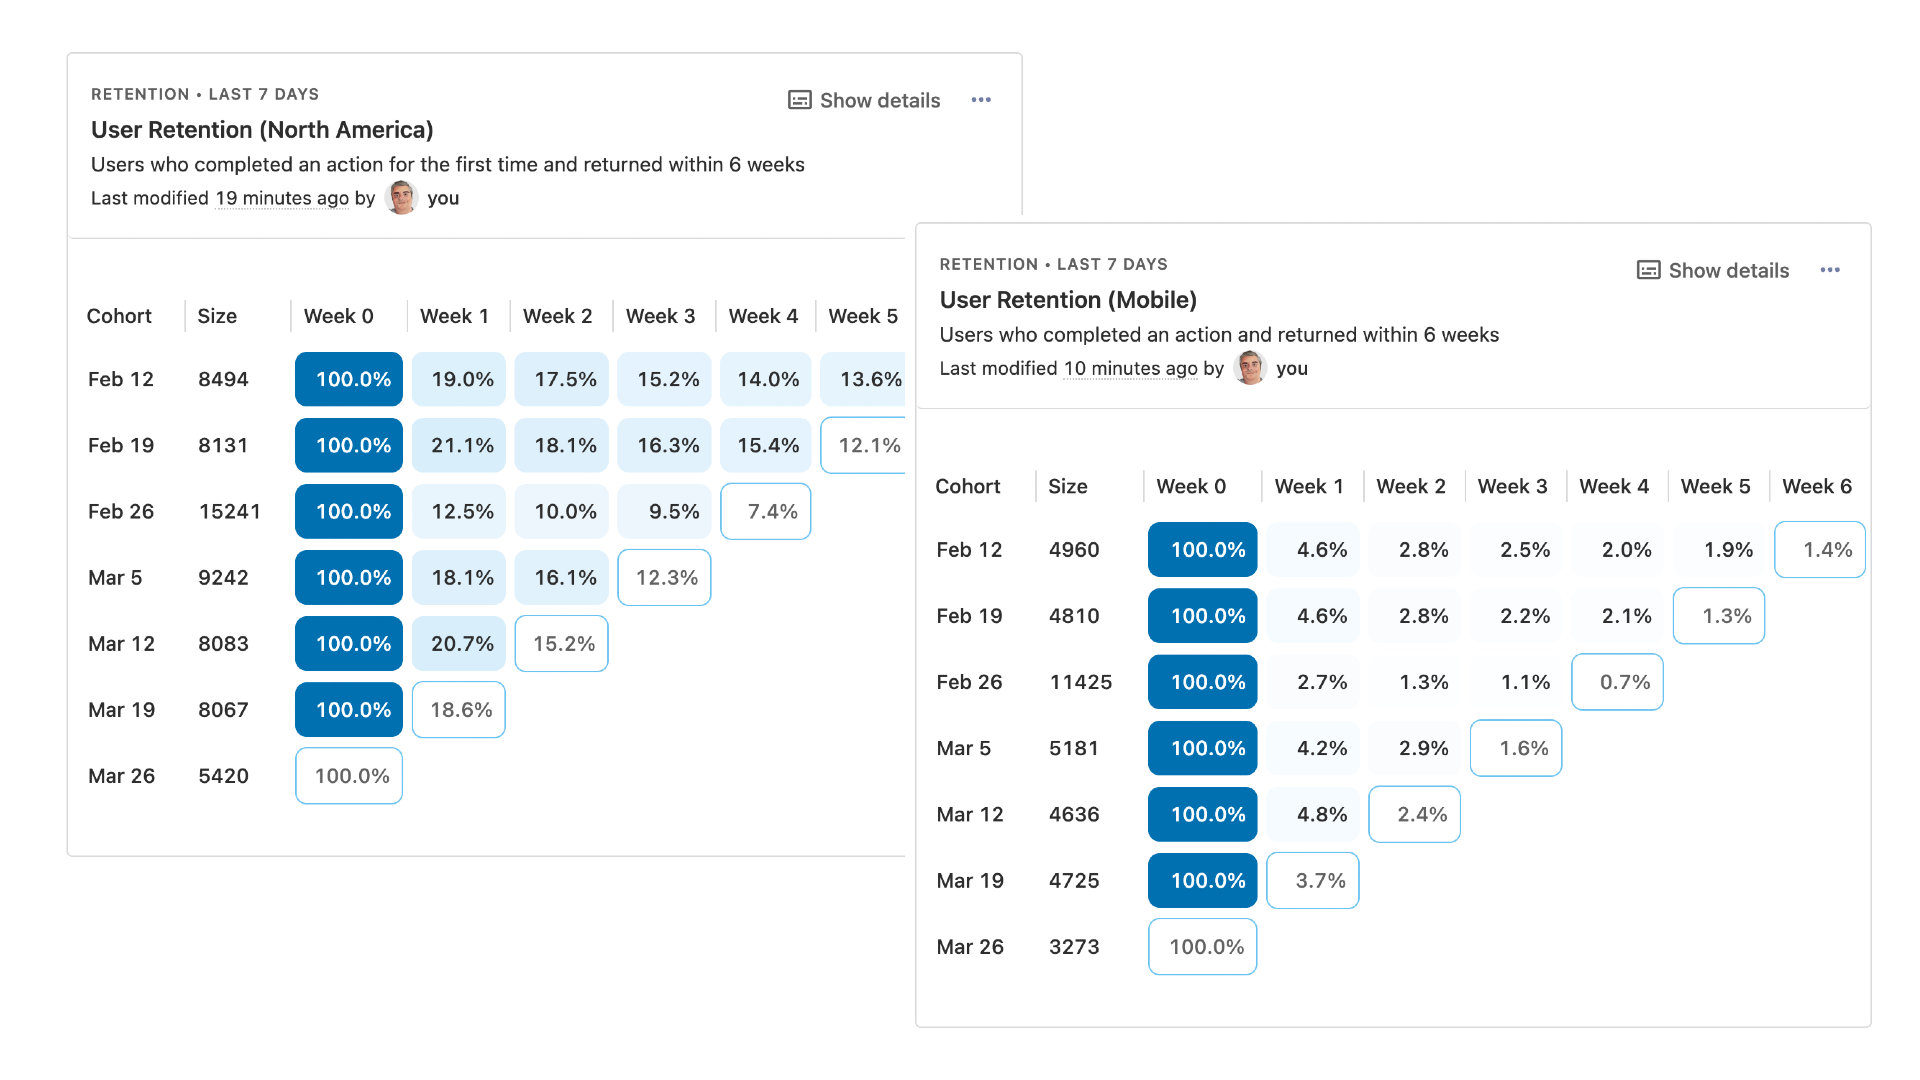 RETENTION • LAST 7 DAYS
Show details
User Retention (North America)
Users who completed an action for the first time and returned within 6 weeks
Last modified 19 minutes ago by you
Cohort Size Week 0 Week 1 Week 2 Week 3 Week 4 Week 5
Feb 12 8494 100.0% 19.0% 17.5% 15.2% 14.0% 13.6%
Feb 19 8131 100.0% 21.1% 18.1% 16.3% 15.4% 12.1%
Feb 26 15241 100.0% 12.5% 10.0% 9.5% 7.4%
Mar 5 9242 100.0% 18.1% 16.1% 12.3%
Mar 12 8083 100.0% 20.7% 15.2%
Mar 19 8067 100.0% 18.6%
Mar 26 5420 100.0%
RETENTION • LAST 7 DAYS
Show details
User Retention (Mobile)
Users who completed an action and returned within 6 weeks
Last modified 10 minutes ago by you
Cohort Size Week 0 Week 1 Week 2 Week 3 Week 4 Week 5 Week 6
Feb 12 4960 100.0% 4.6% 2.8% 2.5% 2.0% 1.9% 1.4%
Feb 19 4810 100.0% 4.6% 2.8% 2.2% 2.1% 1.3%
Feb 26 11425 100.0% 2.7% 1.3% 1.1% 0.7%
Mar 5 5181 100.0% 4.2% 2.9% 1.6%
Mar 12 4636 100.0% 4.8% 2.4%
Mar 19 4725 100.0% 3.7%
Mar 26 3273 100.0%